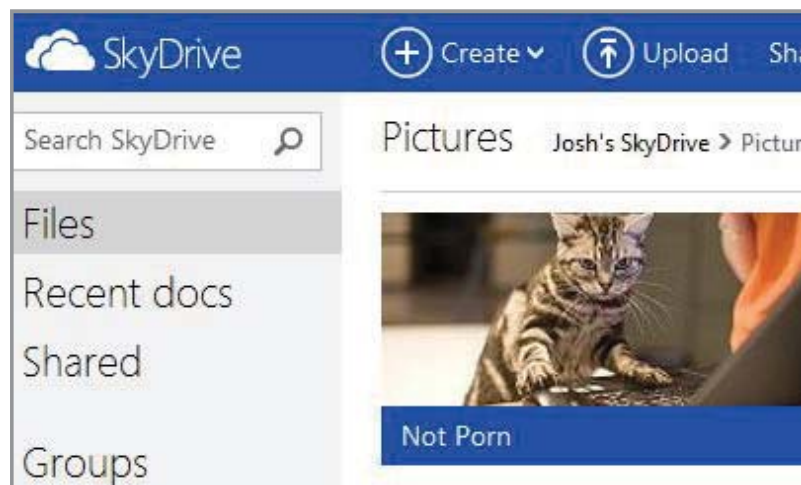 SkyDrive
Create
Upload
Search SkyDrive
Pictures
Josh's SkyDrive >
Files
Recent docs
Shared
Groups
Not Porn